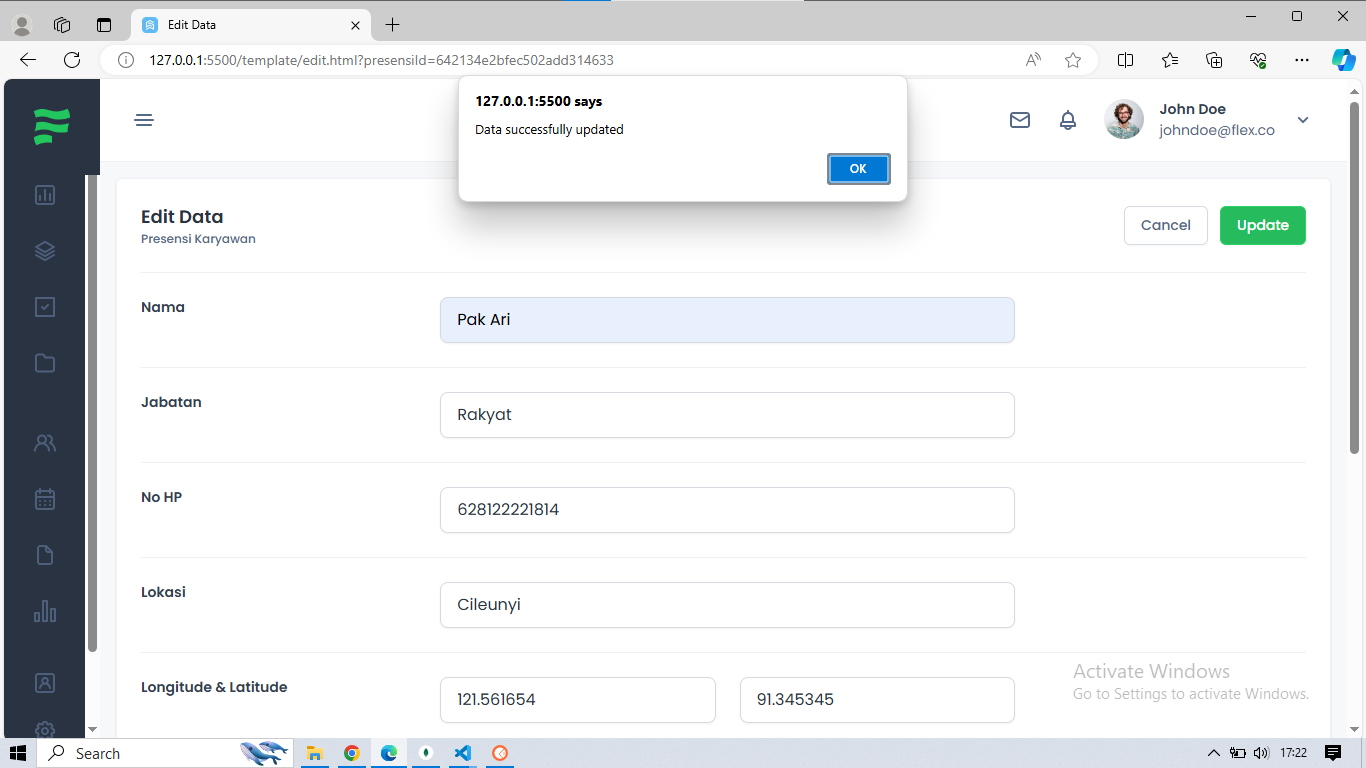 Edit Data
127.0.0.1:5500/template/edit.html?presensiId=642134e2bfec502add314633
127.0.0.1:5500 says
Data successfully updated
OK
John Doe
johndoe@flex.co
Edit Data
Presensi Karyawan
Cancel
Update
Nama
Pak Ari
Jabatan
Rakyat
No HP
628122221814
Lokasi
Cileunyi
Longitude & Latitude
121.561654
91.345345
Activate Windows
Go to Settings to activate Windows.
Search
17:22